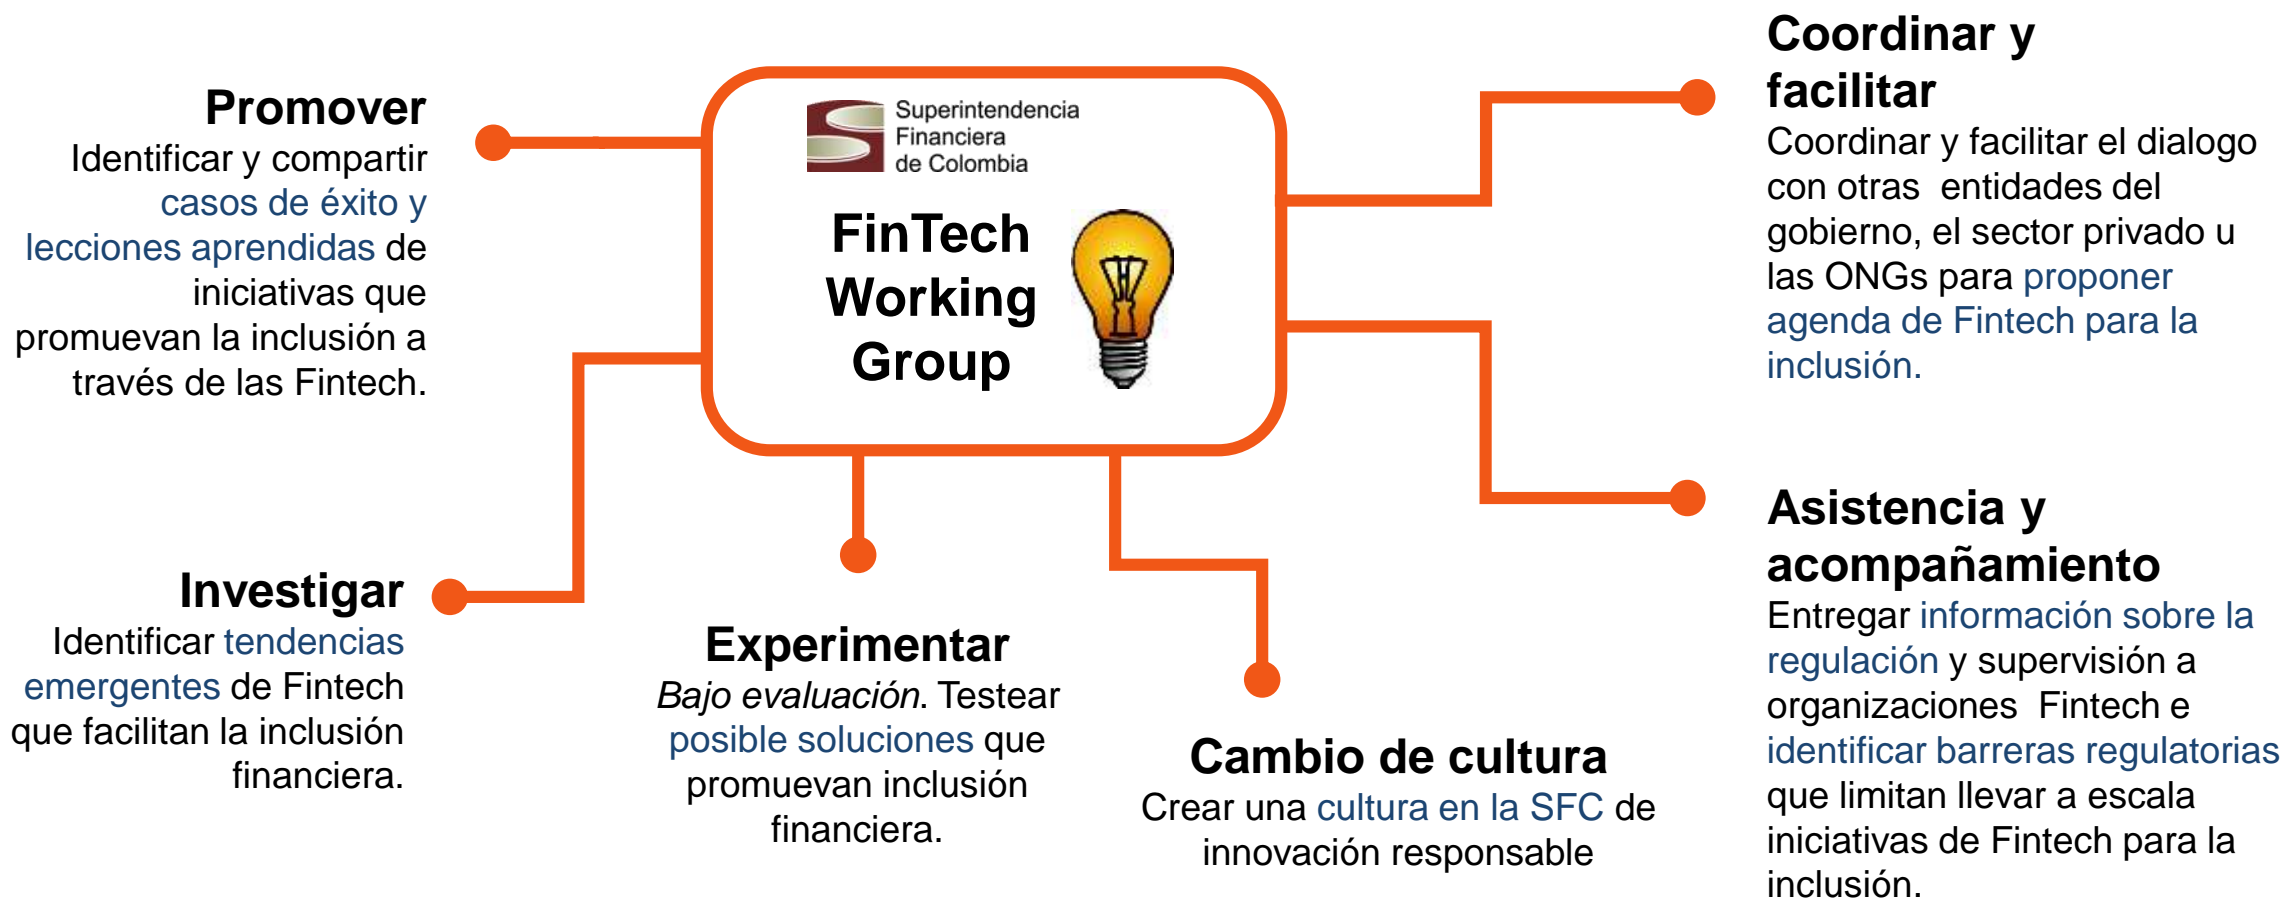 Promover
Identificar y compartir
casos de éxito y
lecciones aprendidas de
iniciativas que
promuevan la inclusión a
través de las Fintech.
Investigar
Identificar tendencias
emergentes de Fintech
que facilitan la inclusión
financiera.
Superintendencia
Financiera
de Colombia
FinTech
Working
Group
Experimentar
Bajo evaluación. Testear
posible soluciones que
promuevan inclusión
financiera.
Cambio de cultura
Crear una cultura en la SFC de
innovación responsable
Coordinar y
facilitar
Coordinar y facilitar el dialogo
con otras  entidades del
gobierno, el sector privado u
las ONGs para proponer
agenda de Fintech para la
inclusión.
Asistencia y
acompañamiento
Entregar información sobre la
regulación y supervisión a
organizaciones  Fintech e
identificar barreras regulatorias
que limitan llevar a escala
iniciativas de Fintech para la
inclusión.